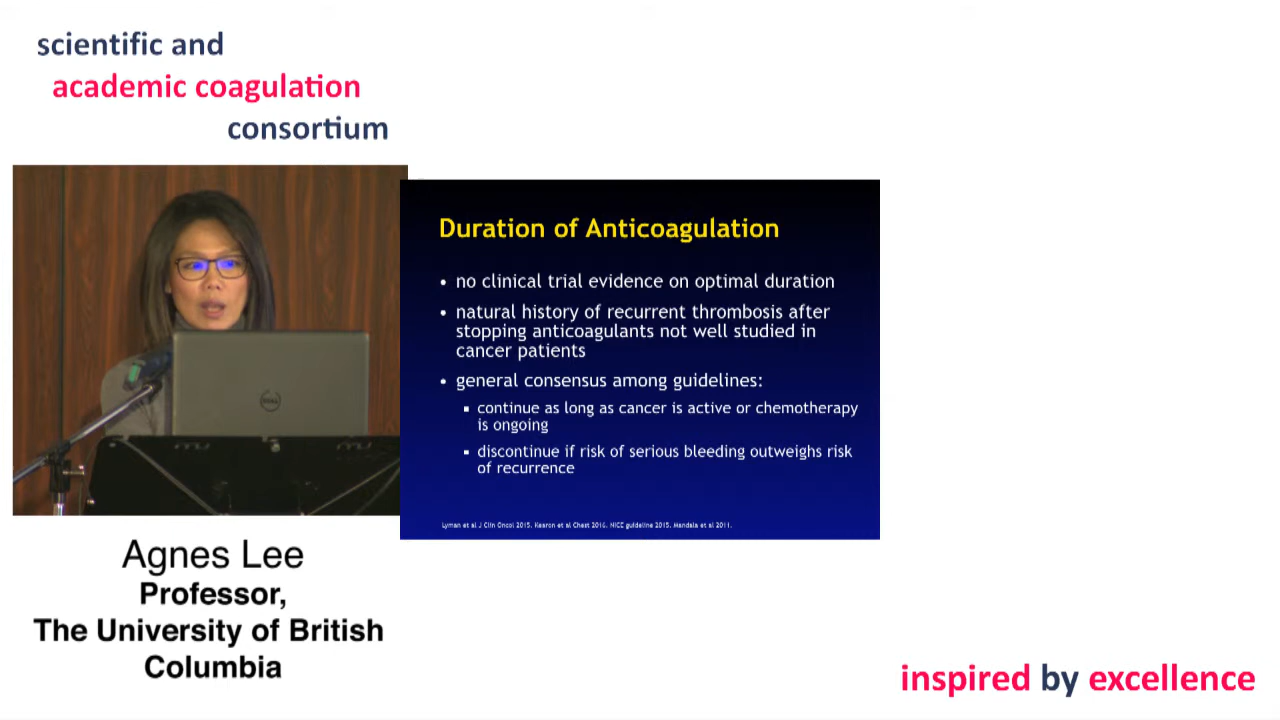 scientific and
academic coagulation
consortium
DELL
Duration of Anticoagulation
• no clinical trial evidence on optimal duration
• natural history of recurrent thrombosis after
stopping anticoagulants not well studied in
cancer patients
• general consensus among guidelines:
▪ continue as long as cancer is active or chemotherapy
is ongoing
▪ discontinue if risk of serious bleeding outweighs risk
of recurrence
Lyman et al J Clin Oncol 2015. Kearon et al Chest 2016. NICE guideline 2015. Mandala et al 2011.
Agnes Lee
Professor,
The University of British
Columbia
inspired by excellence